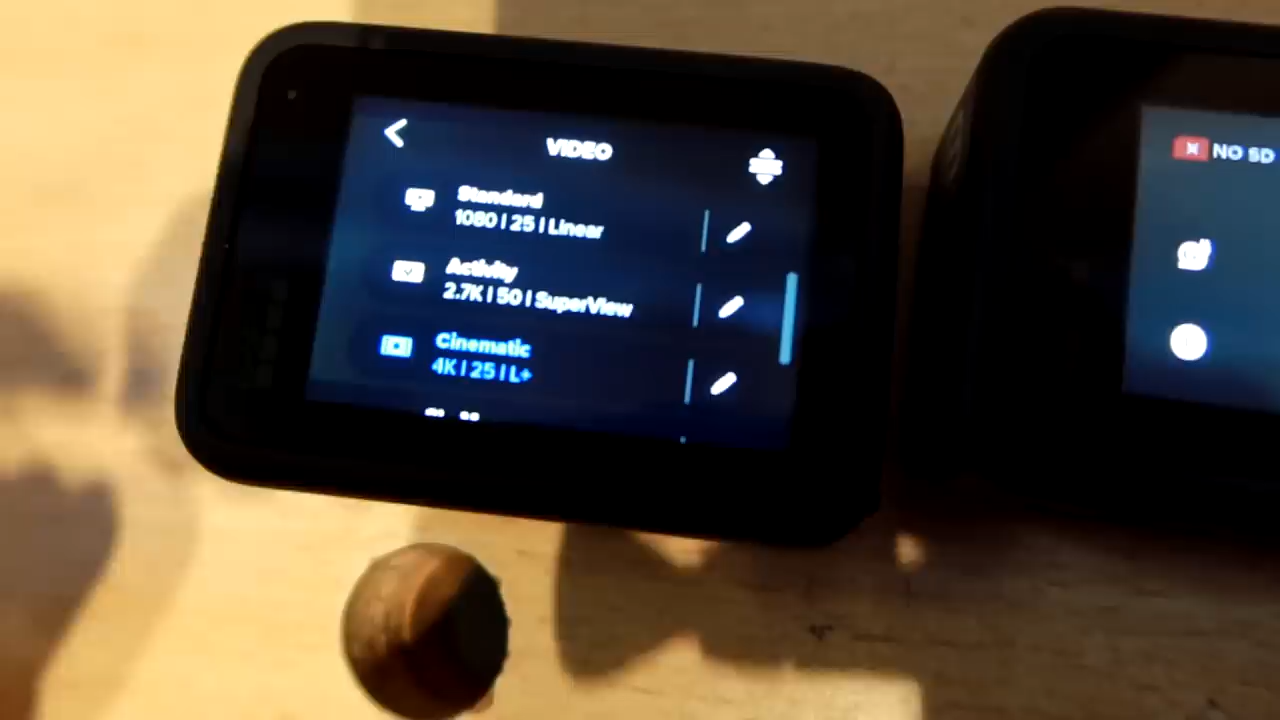 VIDEO
Standard
1080 | 25 | Linear
Activity
2.7K | 50 | SuperView
Cinematic
4K | 25 | L+
NO SD